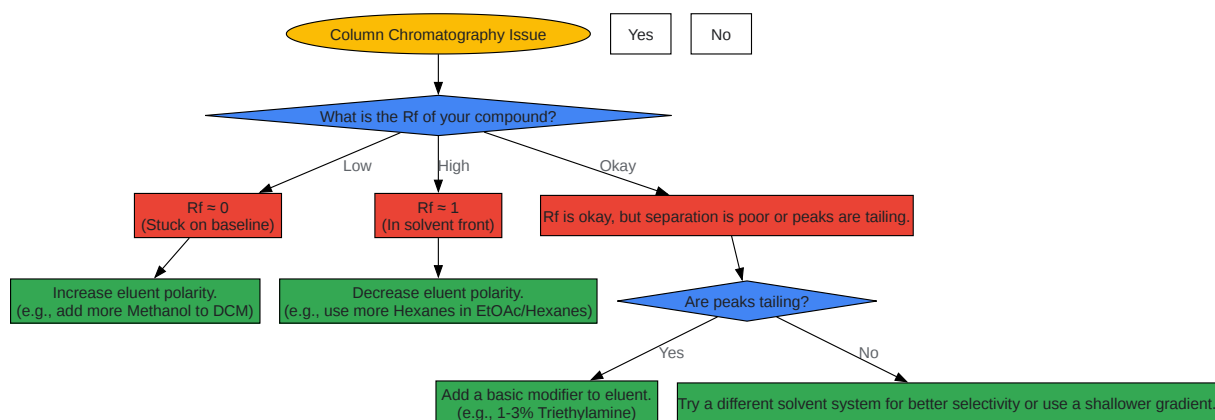 Column Chromatography Issue
Yes
No
What is the Rf of your compound?
Low
High
Okay
Rf ≈ 0
(Stuck on baseline)
Rf ≈ 1
(In solvent front)
Rf is okay, but separation is poor or peaks are tailing.
Increase eluent polarity.
(e.g., add more Methanol to DCM)
Decrease eluent polarity.
(e.g., use more Hexanes in EtOAc/Hexanes)
Are peaks tailing?
Yes
No
Add a basic modifier to eluent.
(e.g., 1-3% Triethylamine)
Try a different solvent system for better selectivity or use a shallower gradient.